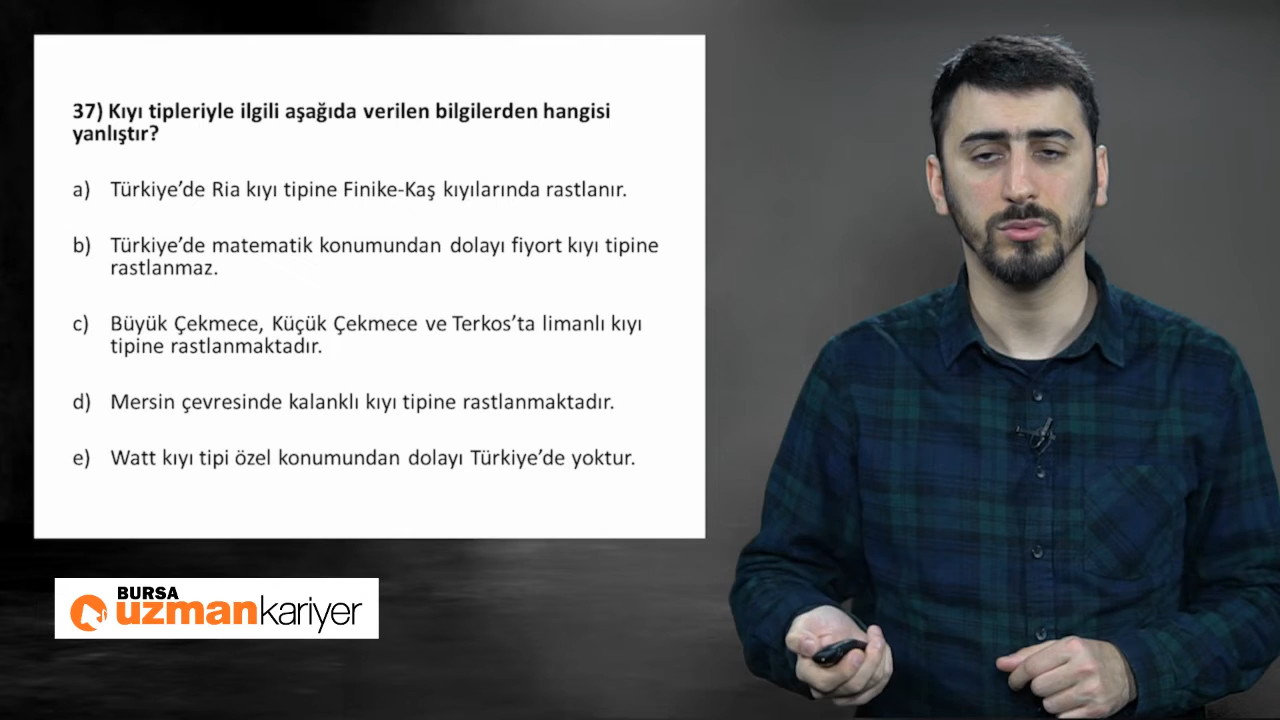 37) Kıyı tipleriyle ilgili aşağıda verilen bilgilerden hangisi
yanlıştır?
a) Türkiye’de Ria kıyı tipine Finike-Kaş kıyılarında rastlanır.
b) Türkiye’de matematik konumundan dolayı fiyort kıyı tipine
rastlanmaz.
c) Büyük Çekmece, Küçük Çekmece ve Terkos’ta limanlı kıyı
tipine rastlanmaktadır.
d) Mersin çevresinde kalanklı kıyı tipine rastlanmaktadır.
e) Watt kıyı tipi özel konumundan dolayı Türkiye’de yoktur.
BURSA
uzmankariyer